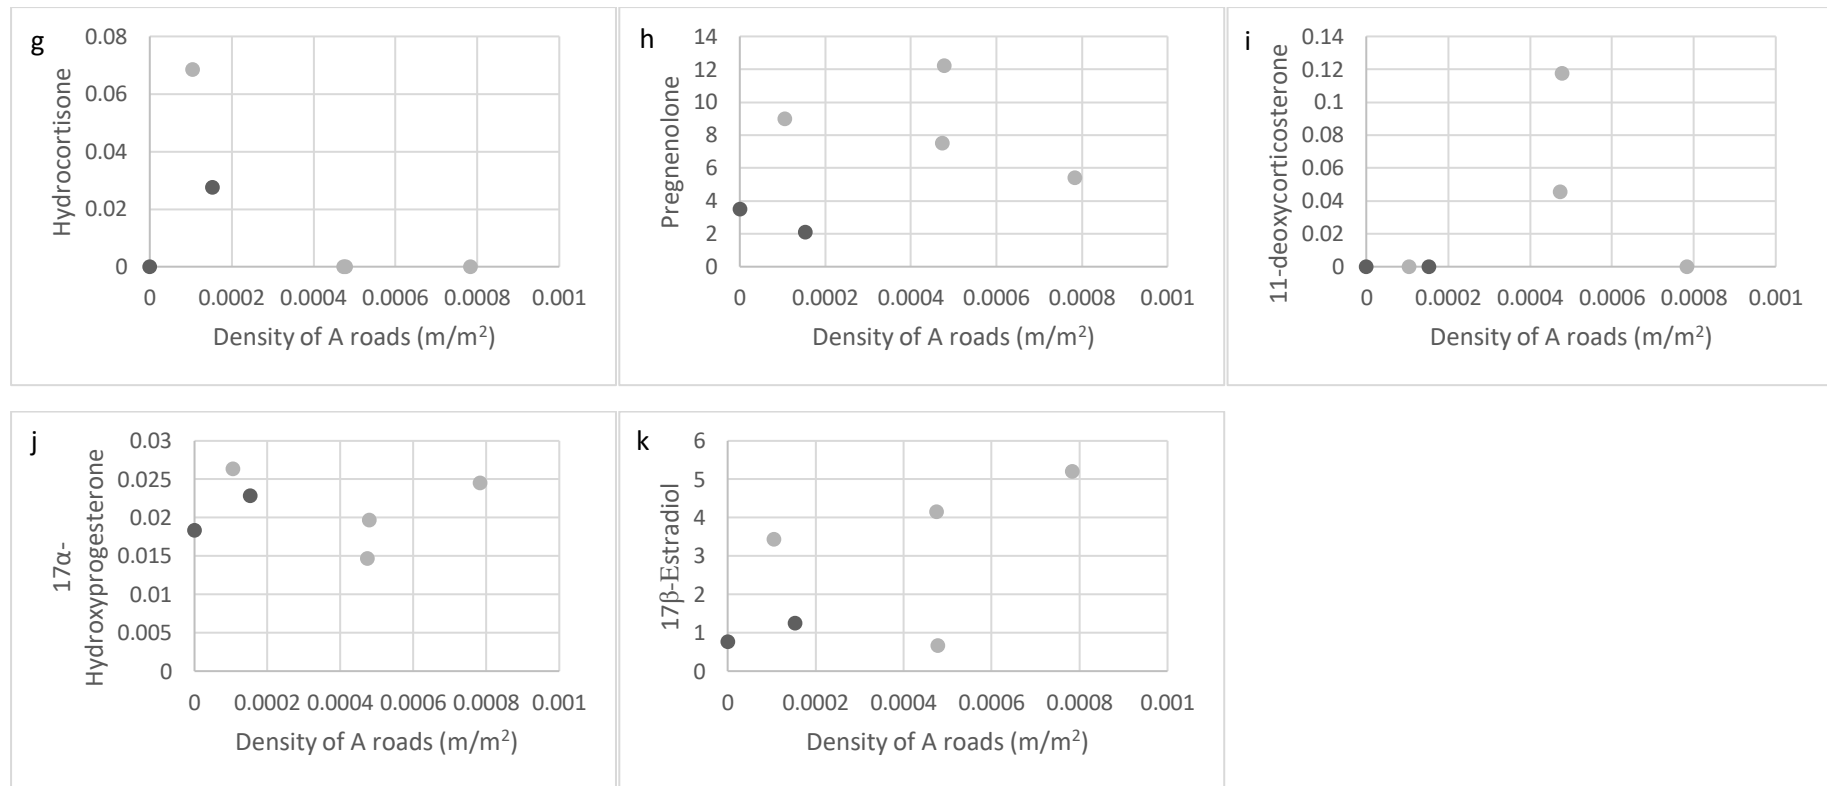 g
Hydrocortisone
0.08
0.06
0.04
0.02
0
0 0.0002 0.0004 0.0006 0.0008 0.001
Density of A roads (m/m²)
h
Pregnenolone
14
12
10
8
6
4
2
0
0 0.0002 0.0004 0.0006 0.0008 0.001
Density of A roads (m/m²)
i
11-deoxycorticosterone
0.14
0.12
0.1
0.08
0.06
0.04
0.02
0
0 0.0002 0.0004 0.0006 0.0008 0.001
Density of A roads (m/m²)
j
17α-
Hydroxyprogesterone
0.03
0.025
0.02
0.015
0.01
0.005
0
0 0.0002 0.0004 0.0006 0.0008 0.001
Density of A roads (m/m²)
k
17β-Estradiol
6
5
4
3
2
1
0
0 0.0002 0.0004 0.0006 0.0008 0.001
Density of A roads (m/m²)